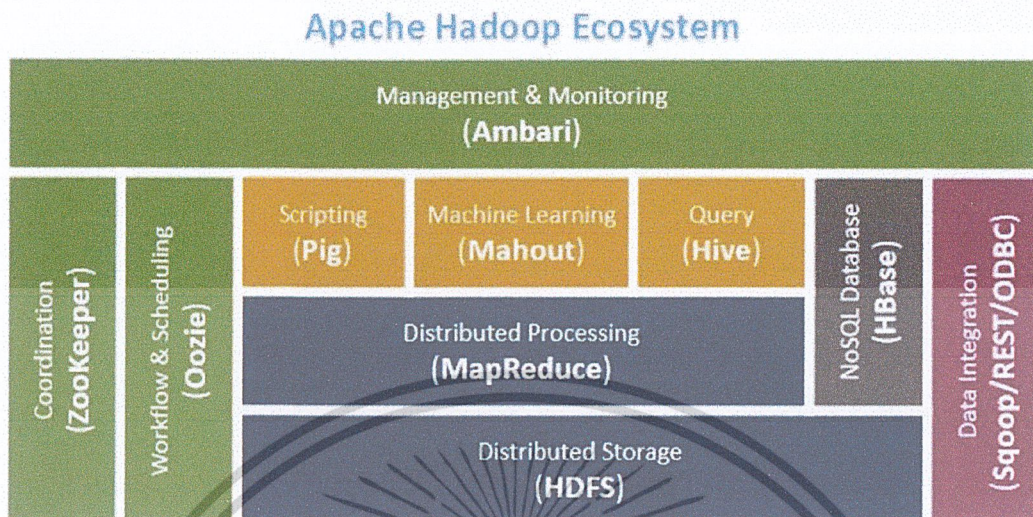 Apache Hadoop Ecosystem
Management & Monitoring
(Ambari)
Coordination
(ZooKeeper)
Workflow & Scheduling
(Oozie)
Scripting
(Pig)
Machine Learning
(Mahout)
Query
(Hive)
Distributed Processing
(MapReduce)
Distributed Storage
(HDFS)
NoSQL Database
(HBase)
Data Integration
(Sqoop/REST/ODBC)